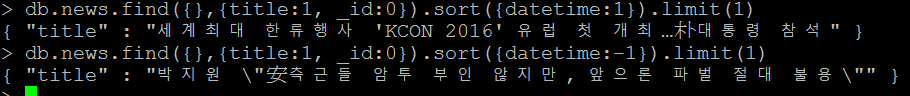 > db.news.find({},{title:1, _id:0}).sort({datetime:1}).limit(1)
{ "title" : "세계최대 한류행사 'KCON 2016' 유럽 첫 개최…朴대통령 참석" }
> db.news.find({},{title:1, _id:0}).sort({datetime:-1}).limit(1)
{ "title" : "박지원 \"安측근들 암투 부인 않지만, 앞으론 파벌 절대 불용\"" }
>